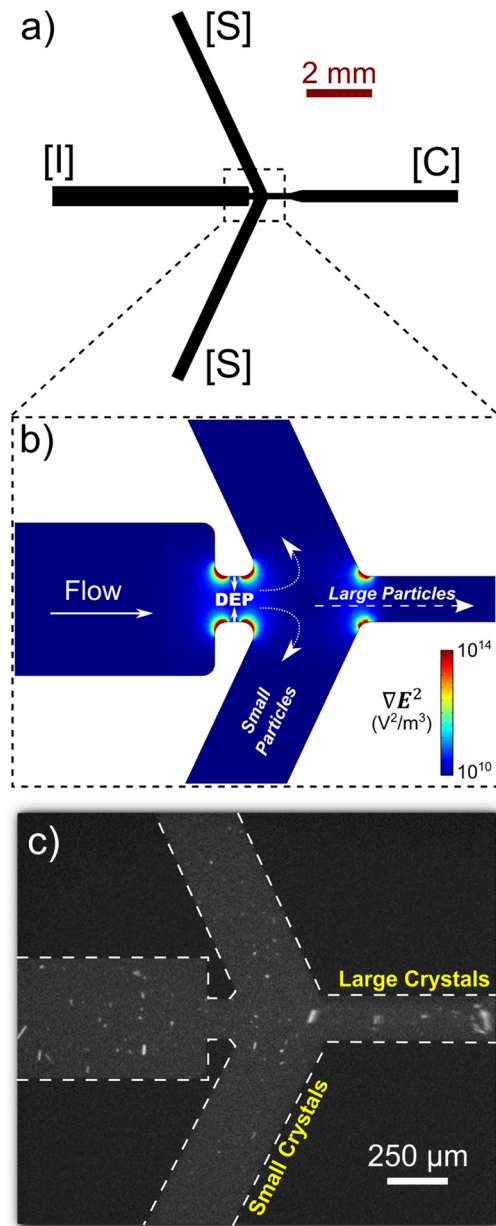 a)
[S]
2 mm
[I]
[C]
[S]
b)
Flow
DEP
Large Particles
Small
Particles
10¹⁴
∇E²
(V²/m³)
10¹⁰
c)
Large Crystals
Small Crystals
250 µm